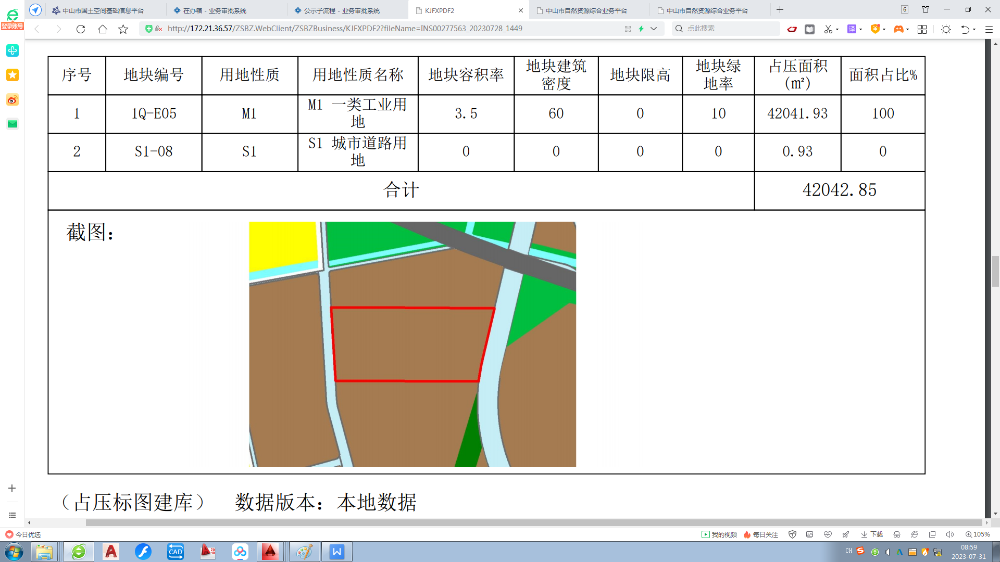 登录账号
中山市国土空间基础信息平台
在办箱 - 业务审批系统
公示子流程 - 业务审批系统
KJFXPDF2
中山市自然资源综合业务平台
中山市自然资源综合业务平台
6
http://172.21.36.57/ZSBZ.WebClient/ZSBZBusiness/KJFXPDF2?fileName=INS00277563_20230728_1449
点此搜索
译
序号 地块编号 用地性质 用地性质名称 地块容积率 地块建筑密度 地块限高 地块绿地率 占压面积(㎡) 面积占比%
1 1Q-E05 M1 M1 一类工业用地 3.5 60 0 10 42041.93 100
2 S1-08 S1 S1 城市道路用地 0 0 0 0 0.93 0
合计 42042.85
截图：
（占压标图建库） 数据版本：本地数据
今日优选
我的视频
每日关注
下载
105%
CAD
CH
08:59
2023-07-31